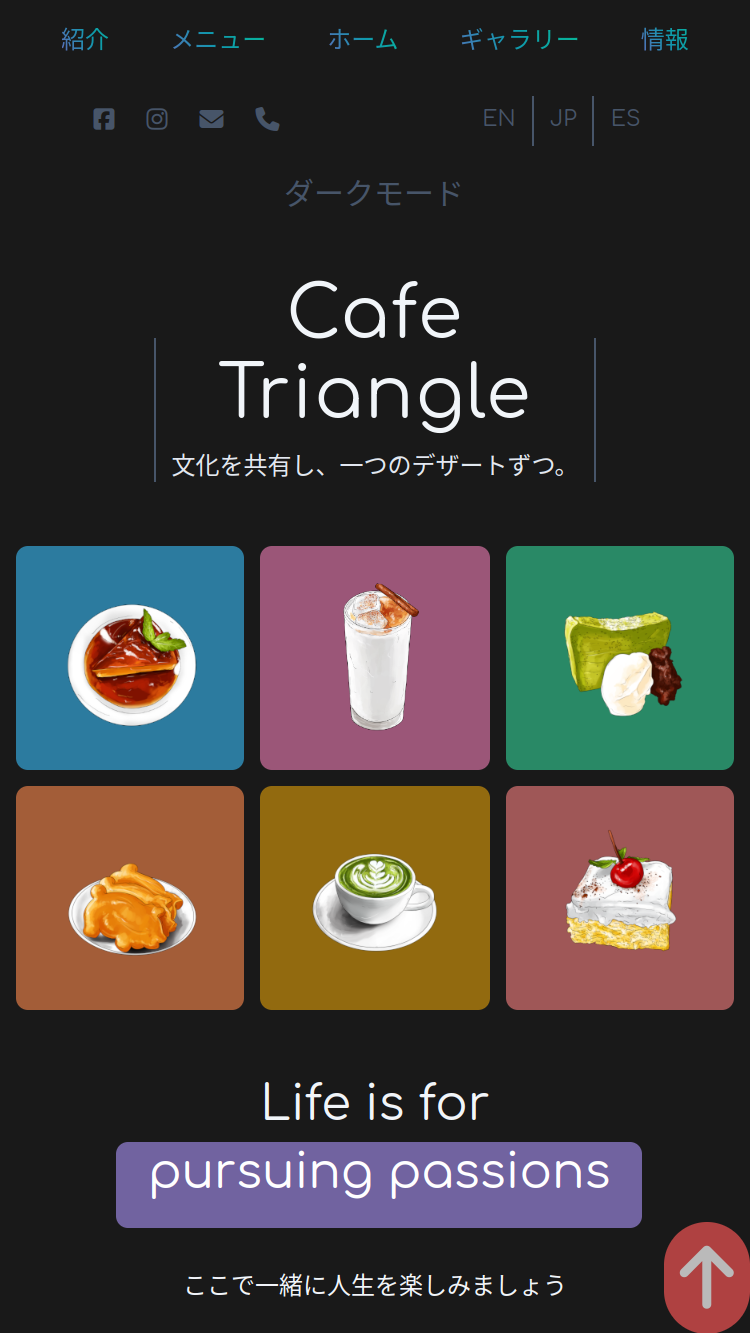 紹介 メニュー ホーム ギャラリー 情報
EN JP ES
ダークモード
Cafe
Triangle
文化を共有し、一つのデザートずつ。
Life is for
pursuing passions
ここで一緒に人生を楽しみましょう